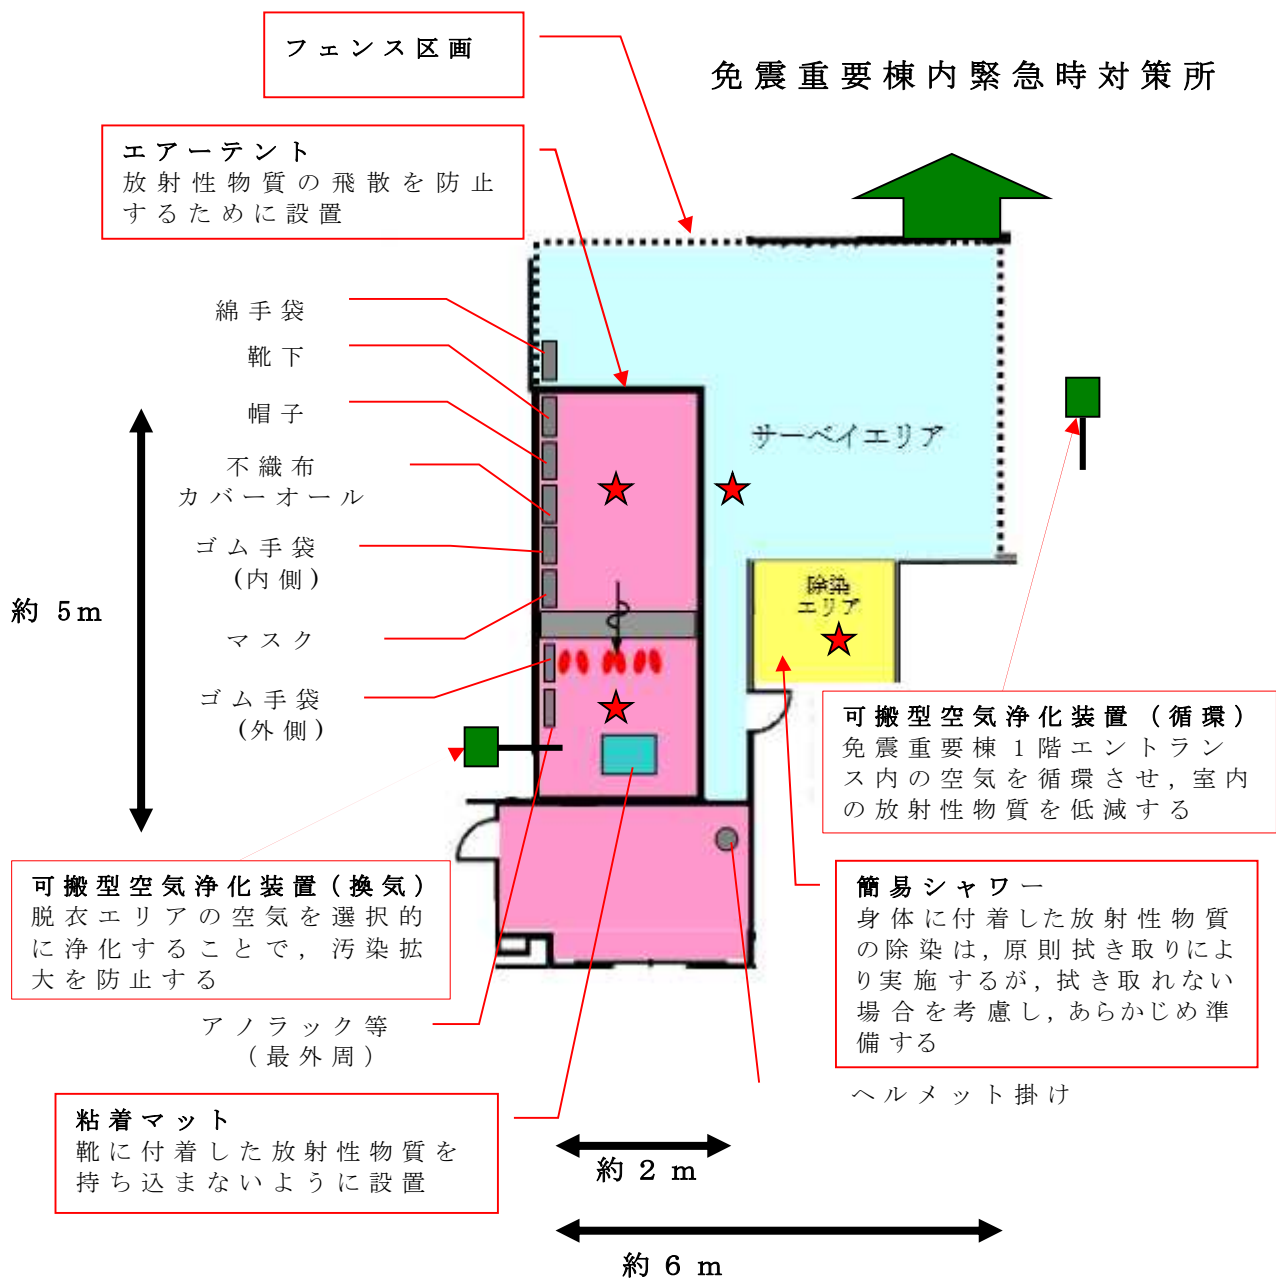 フェンス区画
免震重要棟内緊急時対策所
エアーテント
放射性物質の飛散を防止
するために設置
綿手袋
靴下
帽子
不織布
カバーオール
ゴム手袋
(内側)
マスク
ゴム手袋
(外側)
約 5m
サーベイエリア
除染
エリア
可搬型空気浄化装置(循環)
免震重要棟1階エントラン
ス内の空気を循環させ,室内
の放射性物質を低減する
可搬型空気浄化装置(換気)
脱衣エリアの空気を選択的
に浄化することで,汚染拡
大を防止する
簡易シャワー
身体に付着した放射性物質
の除染は,原則拭き取りによ
り実施するが,拭き取れない
場合を考慮し,あらかじめ準
備する
アノラック等
(最外周)
ヘルメット掛け
粘着マット
靴に付着した放射性物質を
持ち込まないように設置
約 2 m
約 6 m